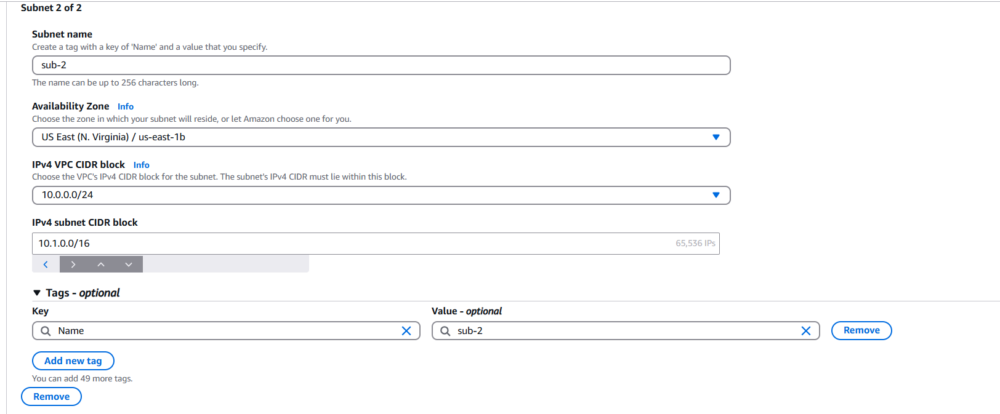 Subnet 2 of 2
Subnet name
Create a tag with a key of 'Name' and a value that you specify.
sub-2
The name can be up to 256 characters long.
Availability Zone Info
Choose the zone in which your subnet will reside, or let Amazon choose one for you.
US East (N. Virginia) / us-east-1b
IPv4 VPC CIDR block Info
Choose the VPC's IPv4 CIDR block for the subnet. The subnet's IPv4 CIDR must lie within this block.
10.0.0.0/24
IPv4 subnet CIDR block
10.1.0.0/16 65,536 IPs
Tags - optional
Key Value - optional
Name sub-2 Remove
Add new tag
You can add 49 more tags.
Remove